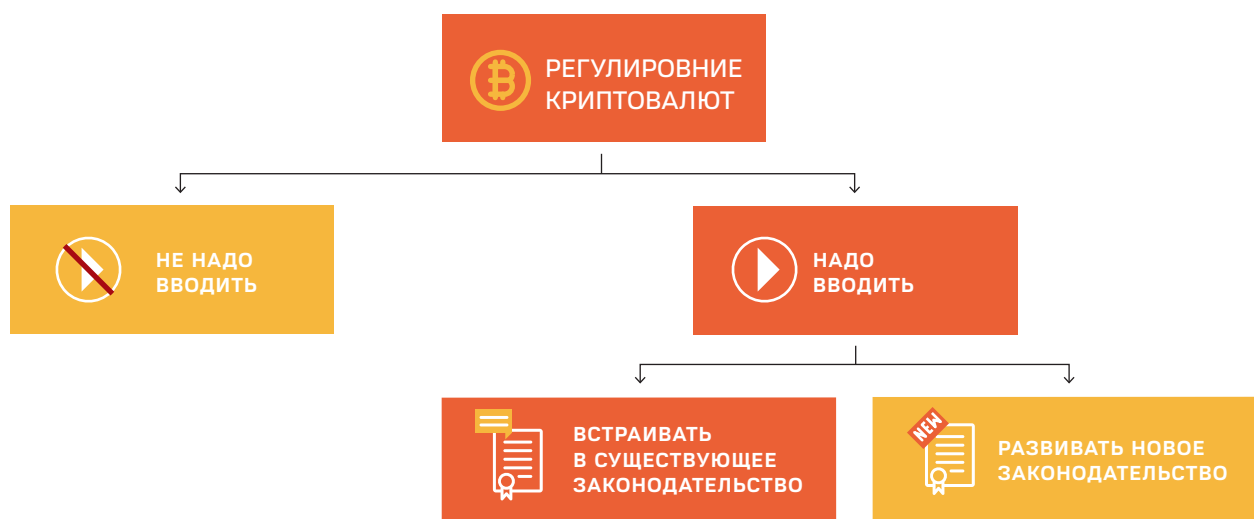 РЕГУЛИРОВНИЕ
КРИПТОВАЛЮТ
НЕ НАДО
ВВОДИТЬ
НАДО
ВВОДИТЬ
ВСТРАИВАТЬ
В СУЩЕСТВУЮЩЕЕ
ЗАКОНОДАТЕЛЬСТВО
NEW
РАЗВИВАТЬ НОВОЕ
ЗАКОНОДАТЕЛЬСТВО